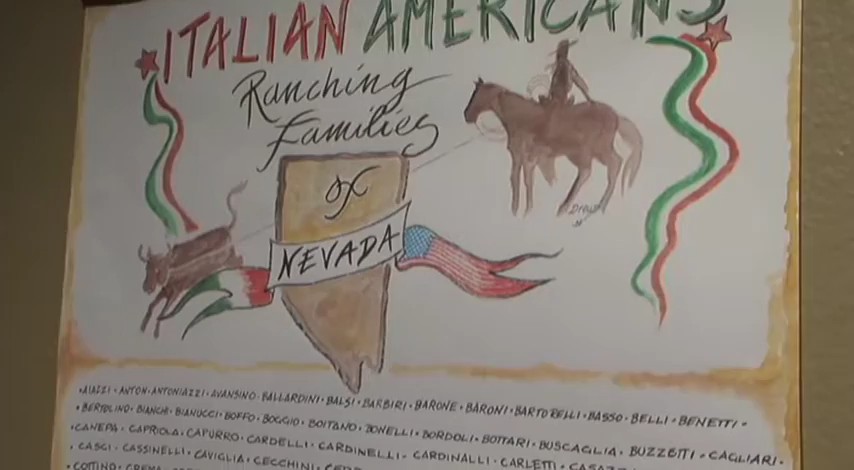 ITALIAN AMERICANS
Ranching
Families
of
NEVADA
•AIAZZI • ANTON • ANTONIAZZI • AVANSINO • BALLARDINI • BALSI • BARBIRI • BARONE • BARONI • BARTORELLI • BASSO • BELLI • BENETTI •
• BERTOLINO • BIANCHI • BIANUCCI • BOFFO • BOGGIO • BOITANO • BONELLI • BORDOLI • BOTTARI • BUSCAGLIA • BUZZETTI • CAGLIARI •
•CANEPA • CAPRIOLA • CAPURRO • CARDELLI • CARDINELLI • CARDINALLI • CARLETTI •
• CASCI • CASSINELLI • CAVIGLIA • CECCHINI •
• COTTINO •